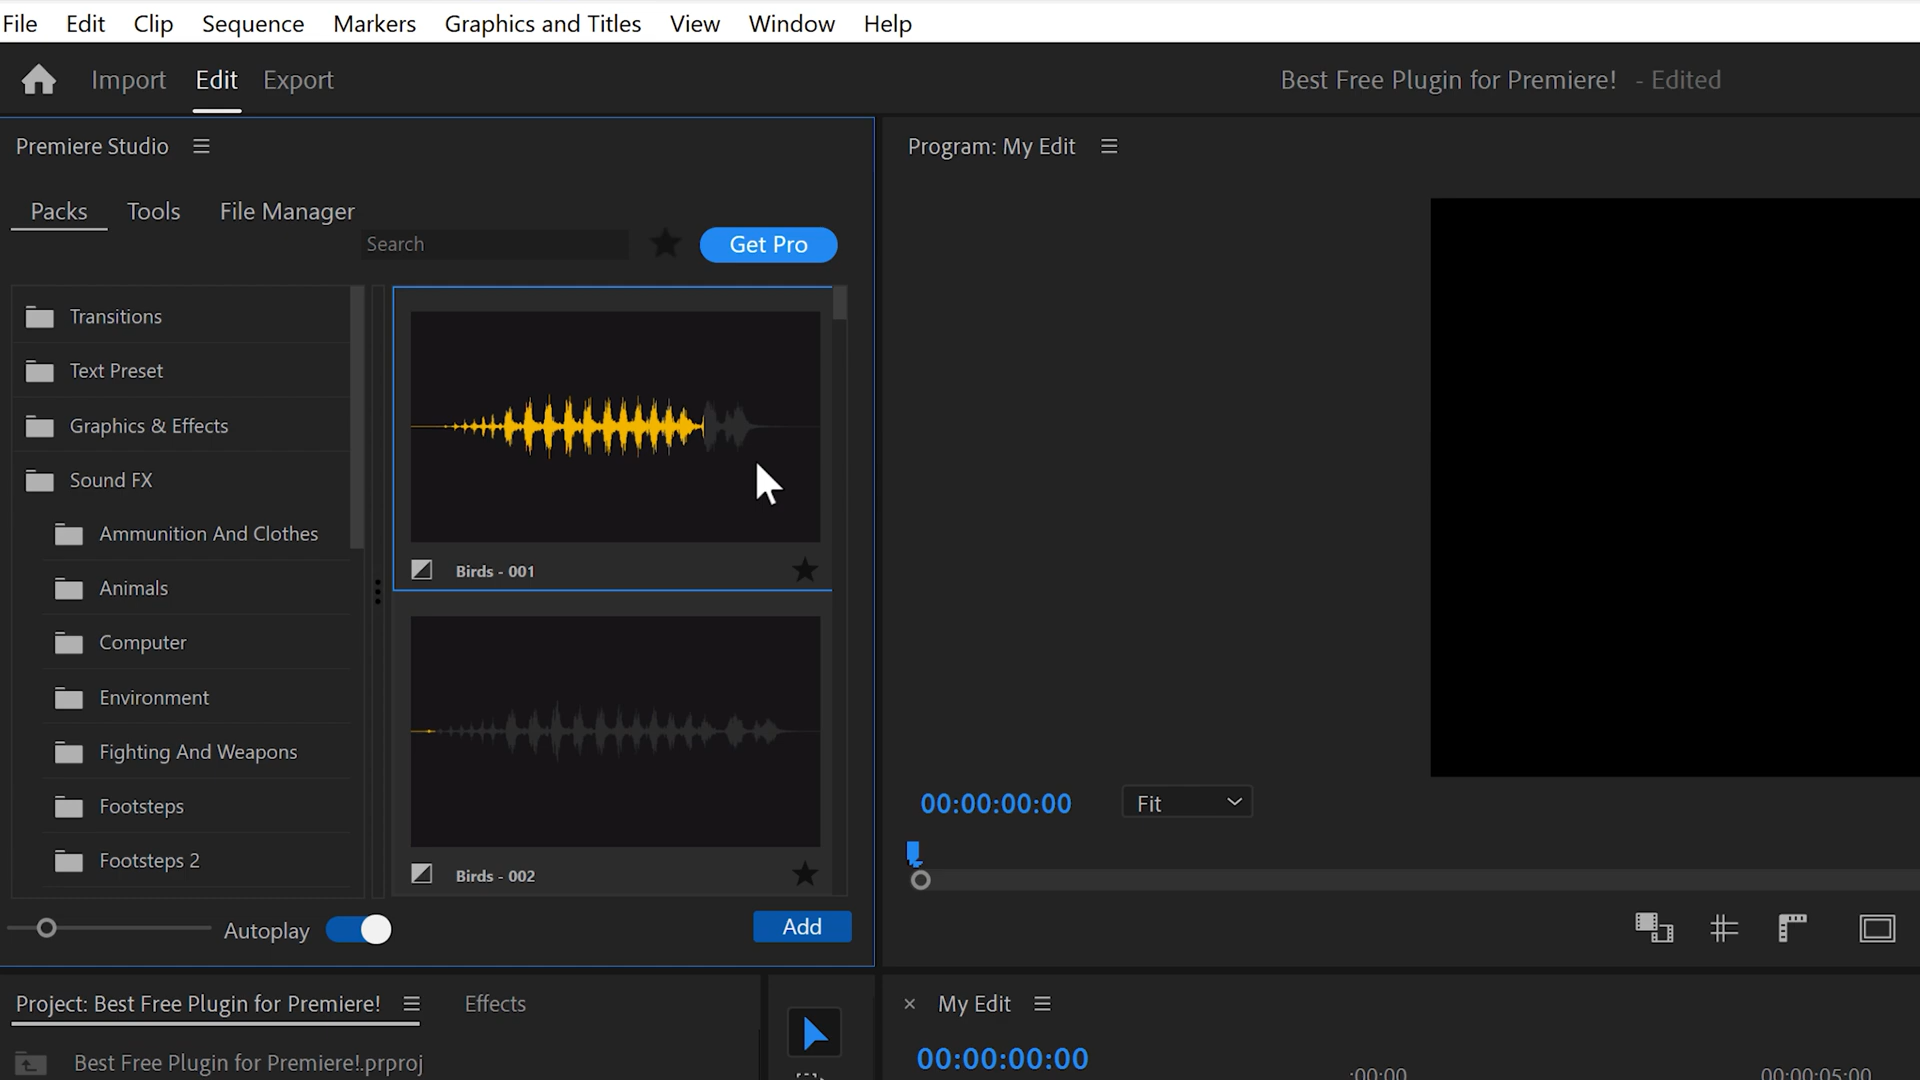 File Edit Clip Sequence Markers Graphics and Titles View Window Help
Import Edit Export
Best Free Plugin for Premiere! - Edited
Premiere Studio
Packs Tools File Manager
Search
Get Pro
Transitions
Text Preset
Graphics & Effects
Sound FX
Ammunition And Clothes
Animals
Computer
Environment
Fighting And Weapons
Footsteps
Footsteps 2
Birds - 001
Birds - 002
Autoplay
Add
Program: My Edit
00:00:00:00
Fit
Project: Best Free Plugin for Premiere!
Effects
Best Free Plugin for Premiere!.prproj
× My Edit
00:00:00:00
:00:00
00:00:05:00